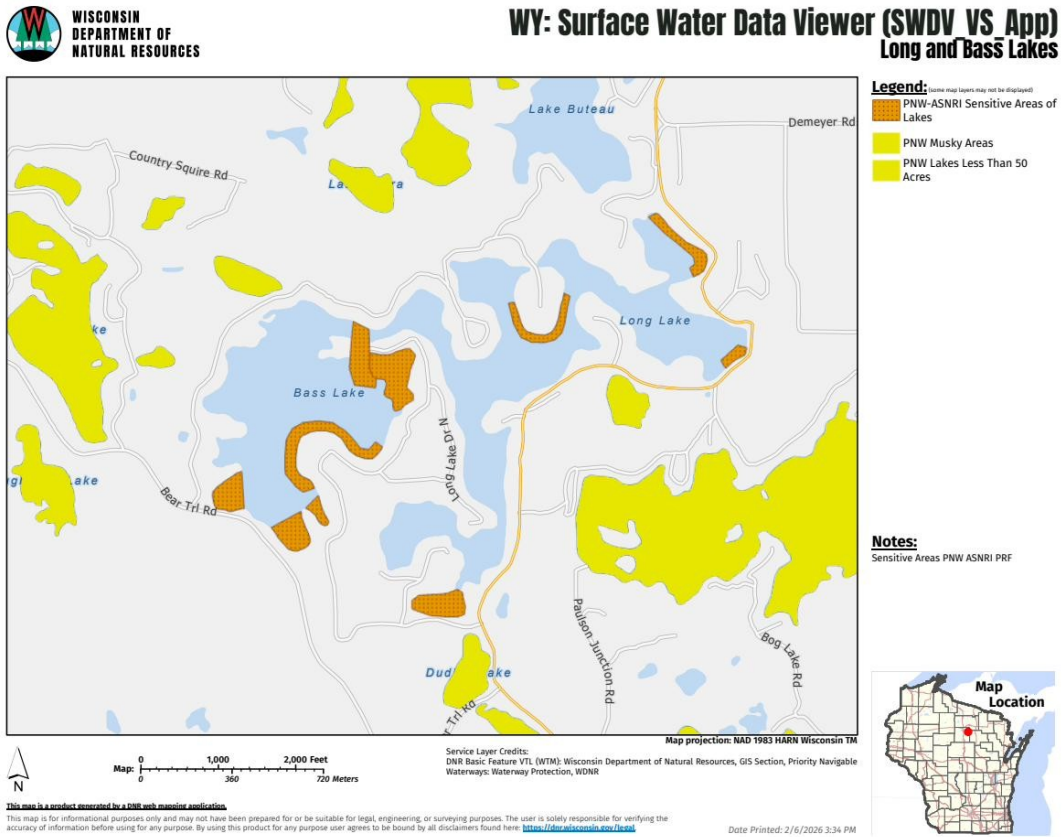 WISCONSIN
DEPARTMENT OF
NATURAL RESOURCES
WY: Surface Water Data Viewer (SWDV_VS_App)
Long and Bass Lakes
Lake Buteau
Demeyer Rd
Country Squire Rd
Long Lake
Bass Lake
Long Lake Dr N
Bear Trl Rd
Paulson Junction Rd
Bog Lake Rd
Legend: (some map layers may not be displayed)
PNW-ASNRI Sensitive Areas of
Lakes
PNW Musky Areas
PNW Lakes Less Than 50
Acres
Notes:
Sensitive Areas PNW ASNRI PRF
Map
Location
Map projection: NAD 1983 HARN Wisconsin TM
N
Map:
0 1,000 2,000 Feet
0 360 720 Meters
Service Layer Credits:
DNR Basic Feature VTL (WTM): Wisconsin Department of Natural Resources, GIS Section, Priority Navigable
Waterways: Waterway Protection, WDNR
This map is a product generated by a DNR web mapping application.
This map is for informational purposes only and may not have been prepared for or be suitable for legal, engineering, or surveying purposes. The user is solely responsible for verifying the
accuracy of information before using for any purpose. By using this product for any purpose user agrees to be bound by all disclaimers found here: https://dnr.wisconsin.gov/legal.
Date Printed: 2/6/2026 3:34 PM